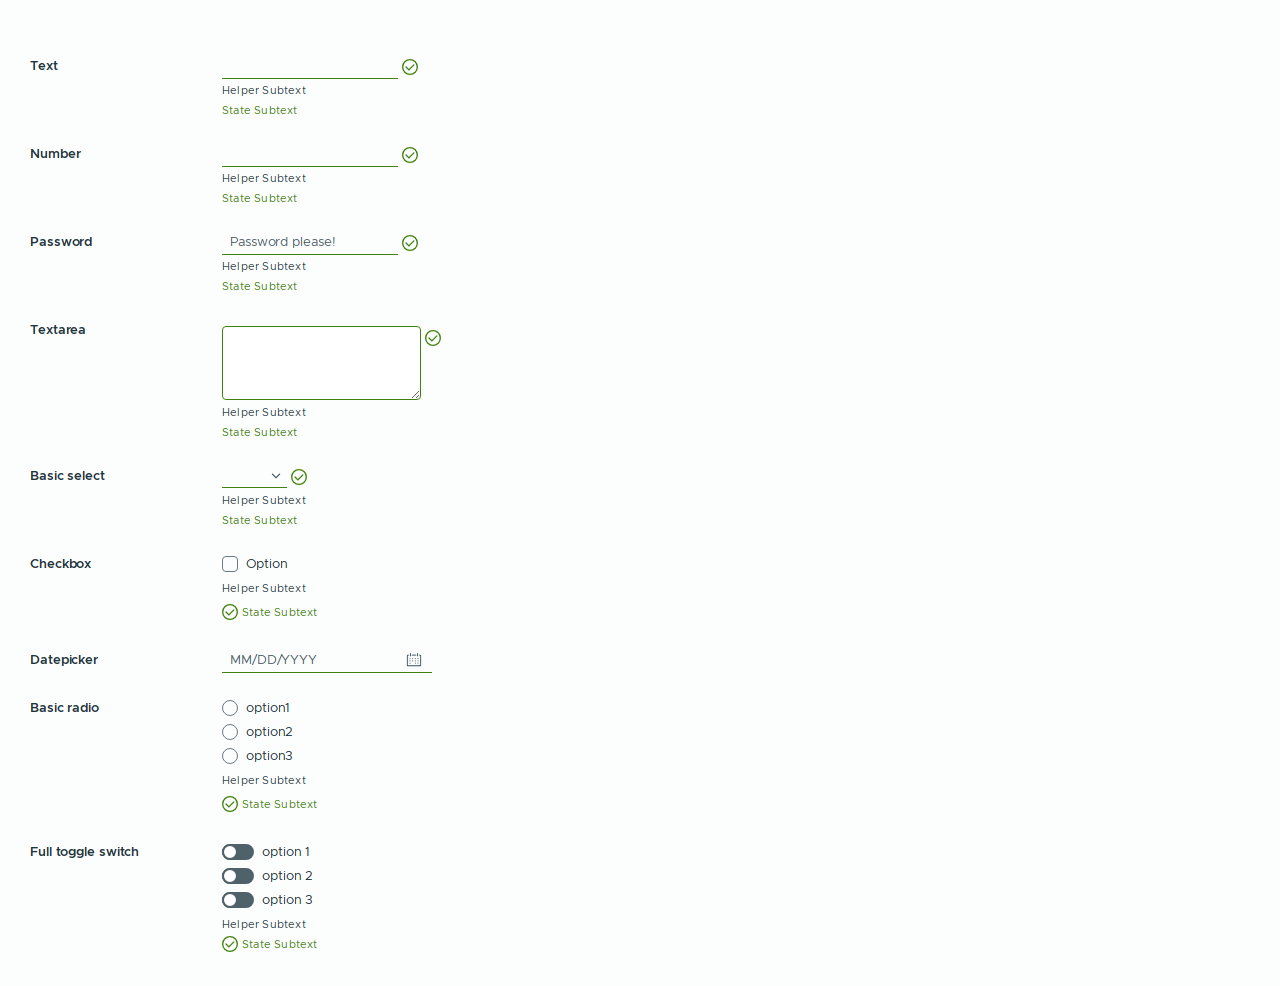 Text
Helper Subtext
State Subtext
Number
Helper Subtext
State Subtext
Password
Password please!
Helper Subtext
State Subtext
Textarea
Helper Subtext
State Subtext
Basic select
Helper Subtext
State Subtext
Checkbox
Option
Helper Subtext
State Subtext
Datepicker
MM/DD/YYYY
Basic radio
option1
option2
option3
Helper Subtext
State Subtext
Full toggle switch
option 1
option 2
option 3
Helper Subtext
State Subtext